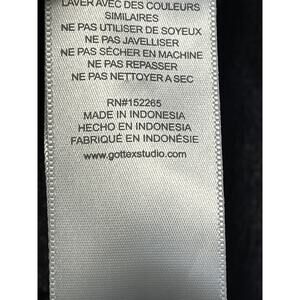 LAVER AVEC DES COULEURS
SIMILAIRES
NE PAS UTILISER DE SOYEUX
NE PAS JAVELLISER
NE PAS SÉCHER EN MACHINE
NE PAS REPASSER
NE PAS NETTOYER A SEC
RN#152265
MADE IN INDONESIA
HECHO EN INDONESIA
FABRIQUÉ EN INDONÉSIE
www.gottexstudio.com